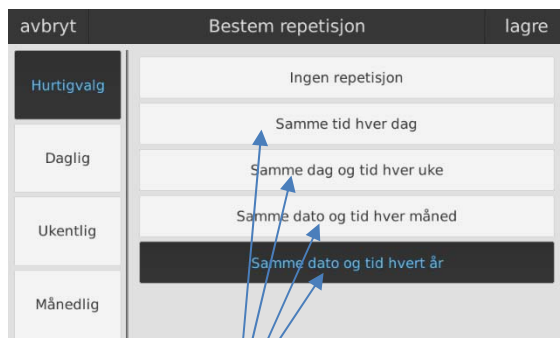 avbryt Bestem repetisjon lagre
Hurtigvalg
Daglig
Ukentlig
Månedlig
Ingen repetisjon
Samme tid hver dag
Samme dag og tid hver uke
Samme dato og tid hver måned
Samme dato og tid hvert år